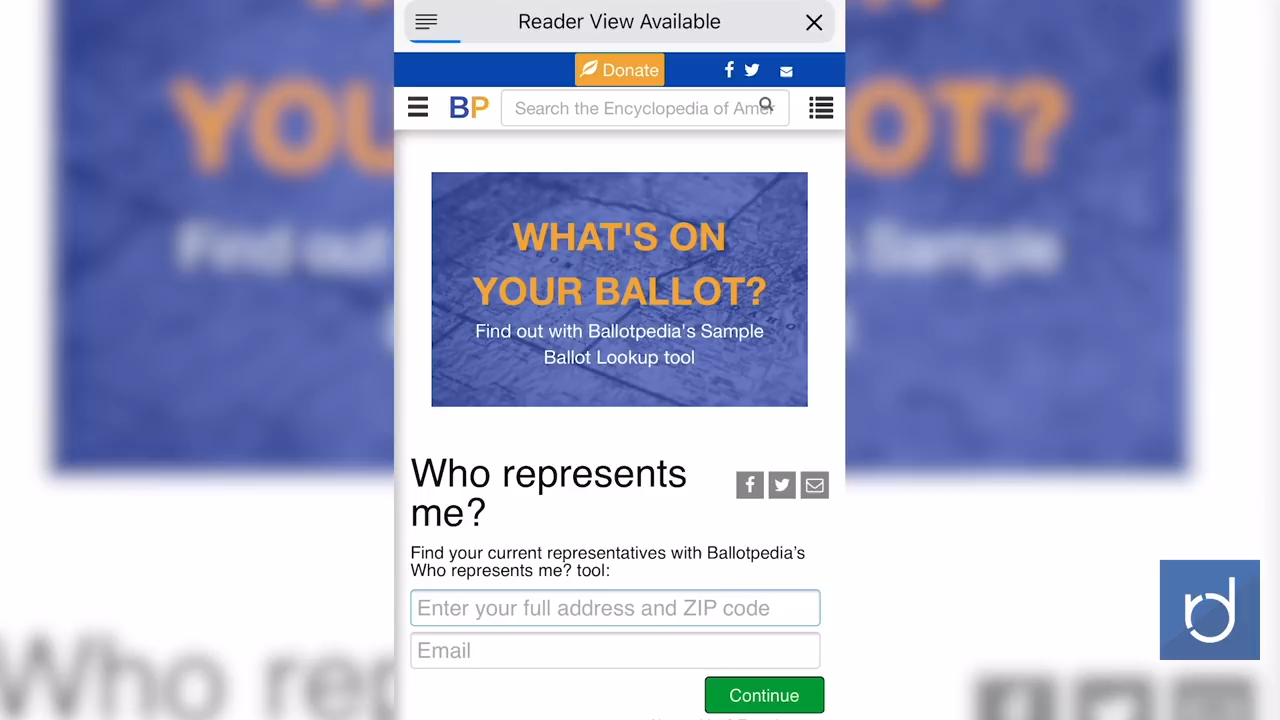 Reader View Available
Donate
BP
Search the Encyclopedia of Amer
WHAT'S ON
YOUR BALLOT?
Find out with Ballotpedia's Sample
Ballot Lookup tool
Who represents
me?
Find your current representatives with Ballotpedia's
Who represents me? tool:
Enter your full address and ZIP code
Email
Continue
rd